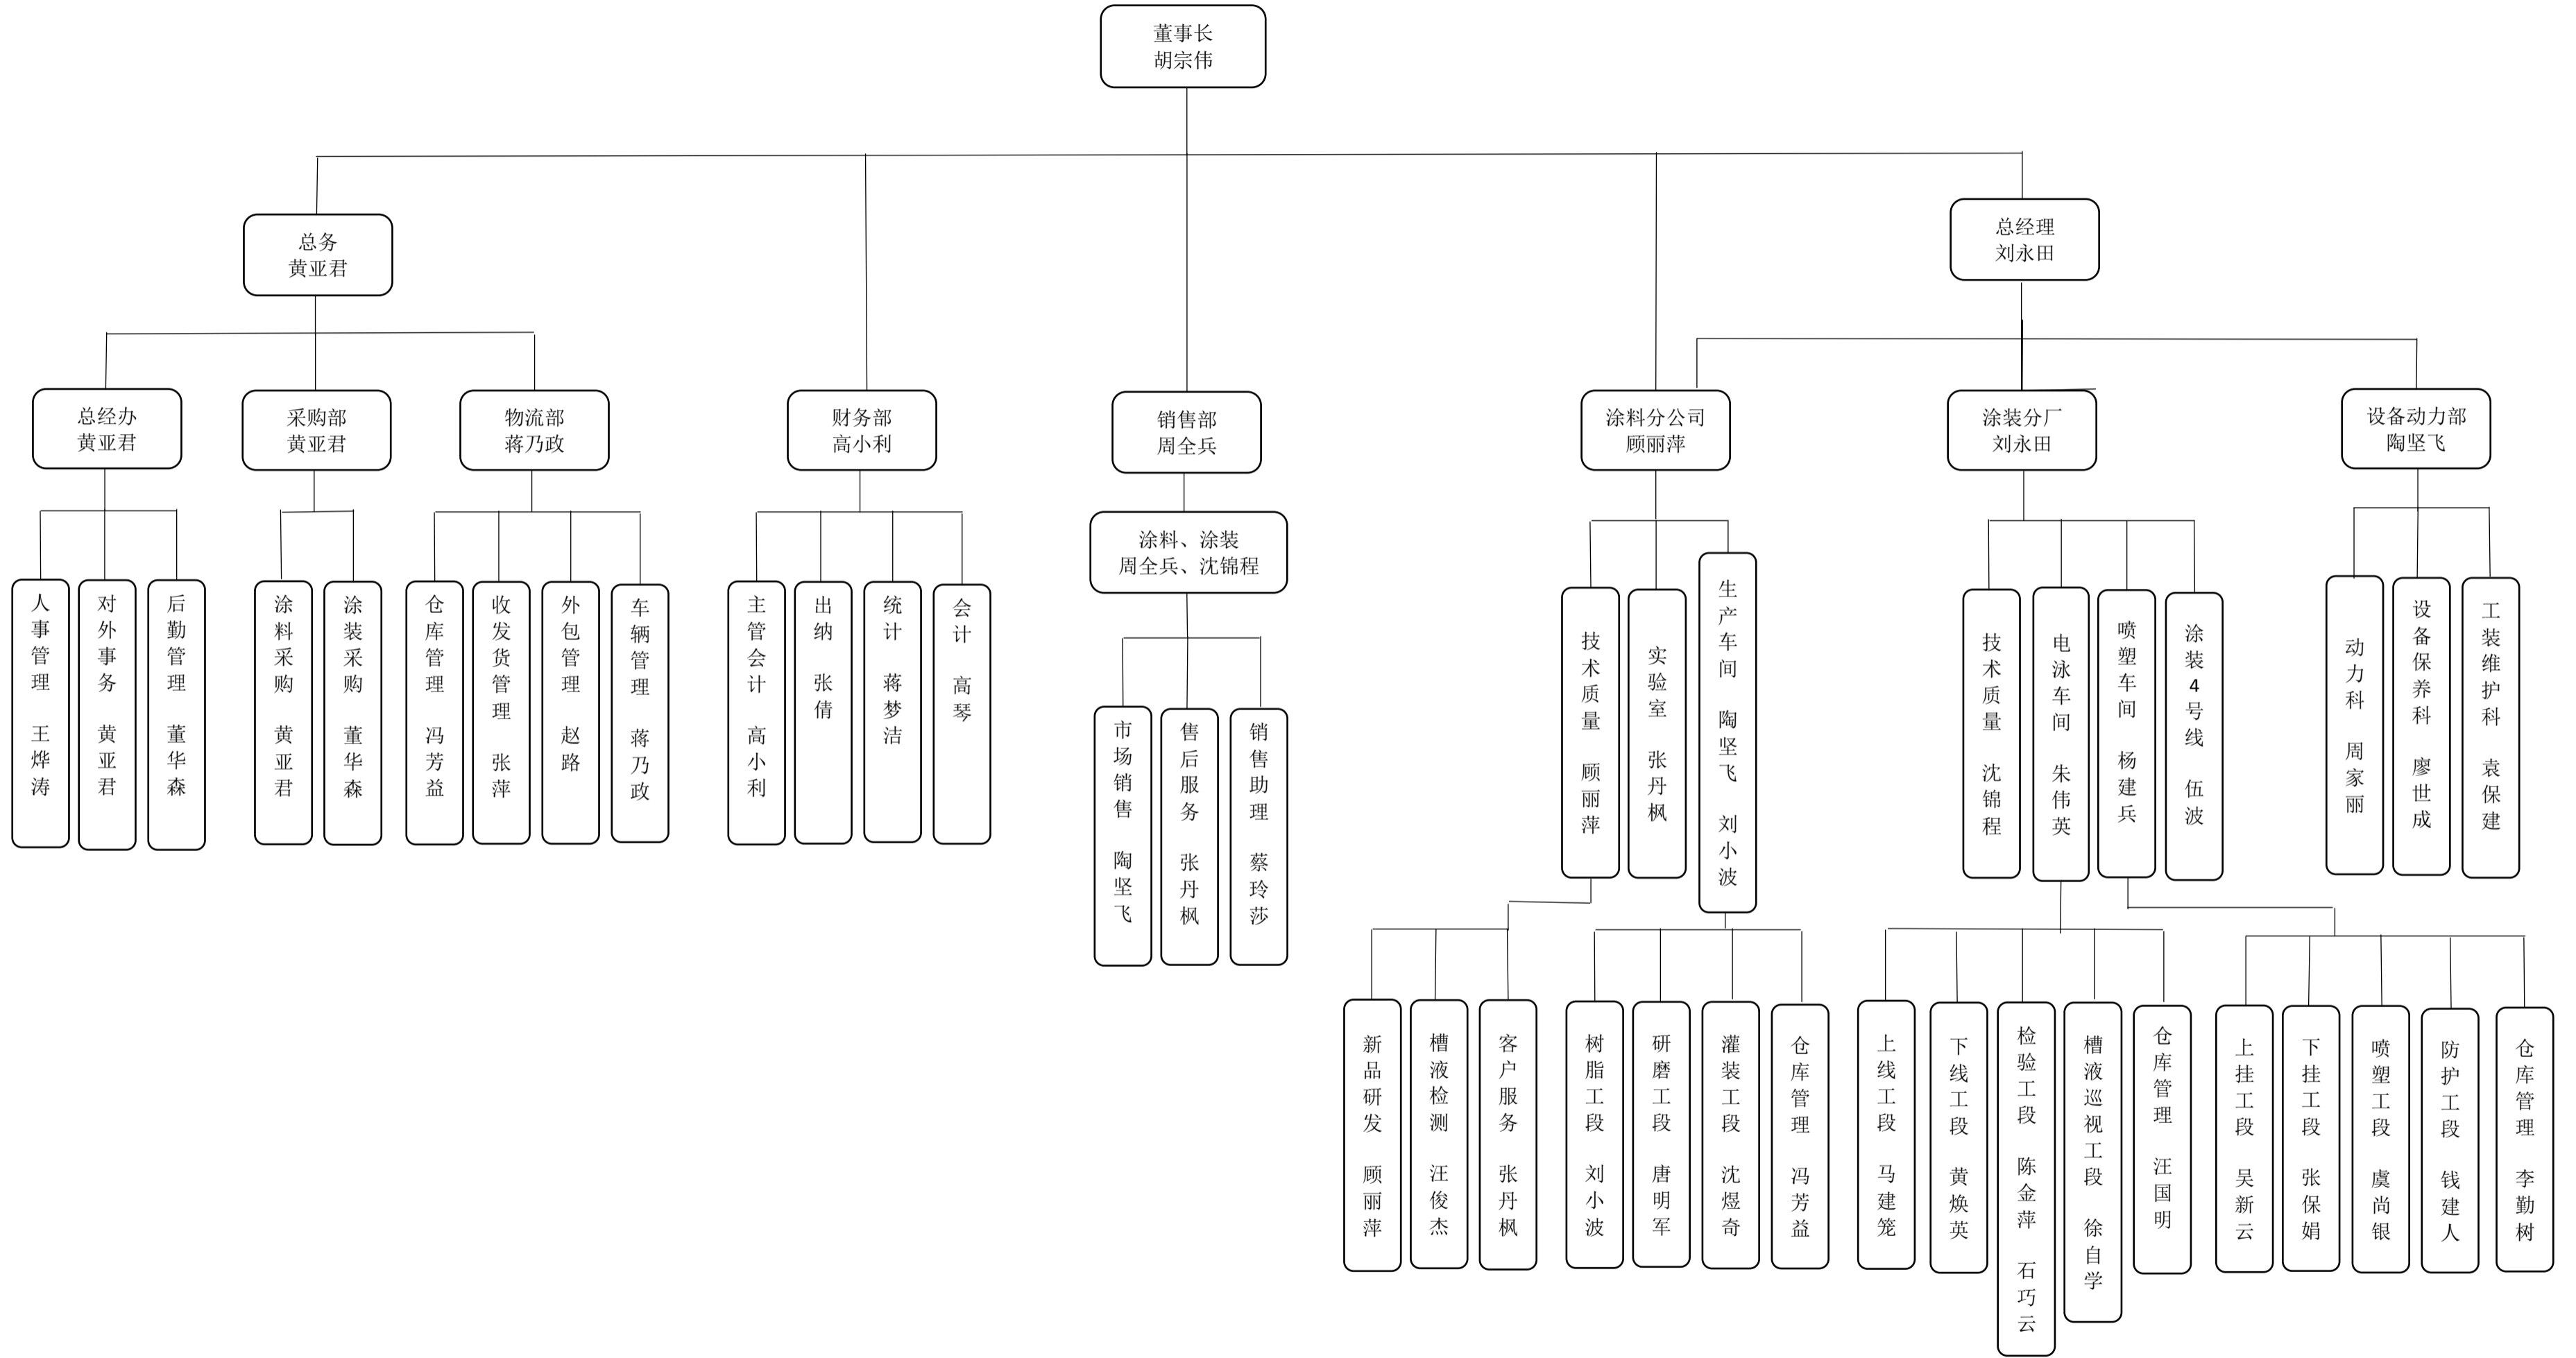 董事长
胡宗伟
总务
黄亚君
总经理
刘永田
总经办
黄亚君
采购部
黄亚君
物流部
蒋乃政
财务部
高小利
销售部
周全兵
涂料分公司
顾丽萍
涂装分厂
刘永田
设备动力部
陶坚飞
涂料、涂装
周全兵、沈锦程
人事管理 王烨涛
对外事务 黄亚君
后勤管理 董华森
涂料采购 黄亚君
涂装采购 董华森
仓库管理 冯芳益
收发货管理 张萍
外包管理 赵路
车辆管理 蒋乃政
主管会计 高小利
出纳 张倩
统计 蒋梦洁
会计 高琴
市场销售 陶坚飞
售后服务 张丹枫
销售助理 蔡玲莎
技术质量 顾丽萍
实验室 张丹枫
生产车间 陶坚飞 刘小波
技术质量 沈锦程
电泳车间 朱伟英
喷塑车间 杨建兵
涂装4号线 伍波
动力科 周家丽
设备保养科 廖世成
工装维护科 袁保建
新品研发 顾丽萍
槽液检测 汪俊杰
客户服务 张丹枫
树脂工段 刘小波
研磨工段 唐明军
灌装工段 沈煜奇
仓库管理 冯芳益
上线工段 马建笼
下线工段 黄焕英
检验工段 陈金萍 石巧云
槽液巡视工段 徐自学
仓库管理 汪国明
上挂工段 吴新云
下挂工段 张保娟
喷塑工段 虞尚银
防护工段 钱建人
仓库管理 李勤树